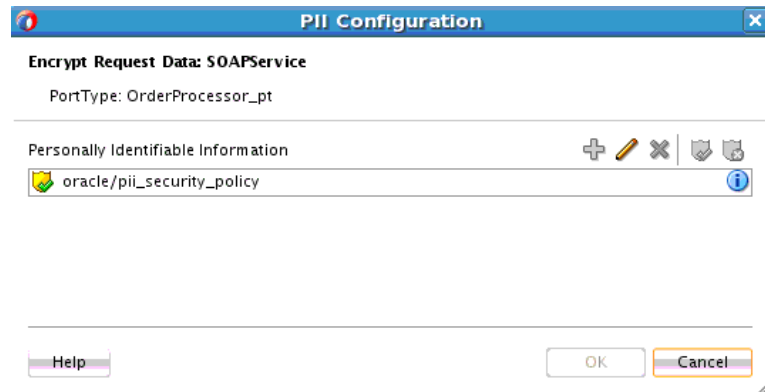 PII Configuration
Encrypt Request Data: SOAPService
PortType: OrderProcessor_pt
Personally Identifiable Information
oracle/pii_security_policy
Help OK Cancel